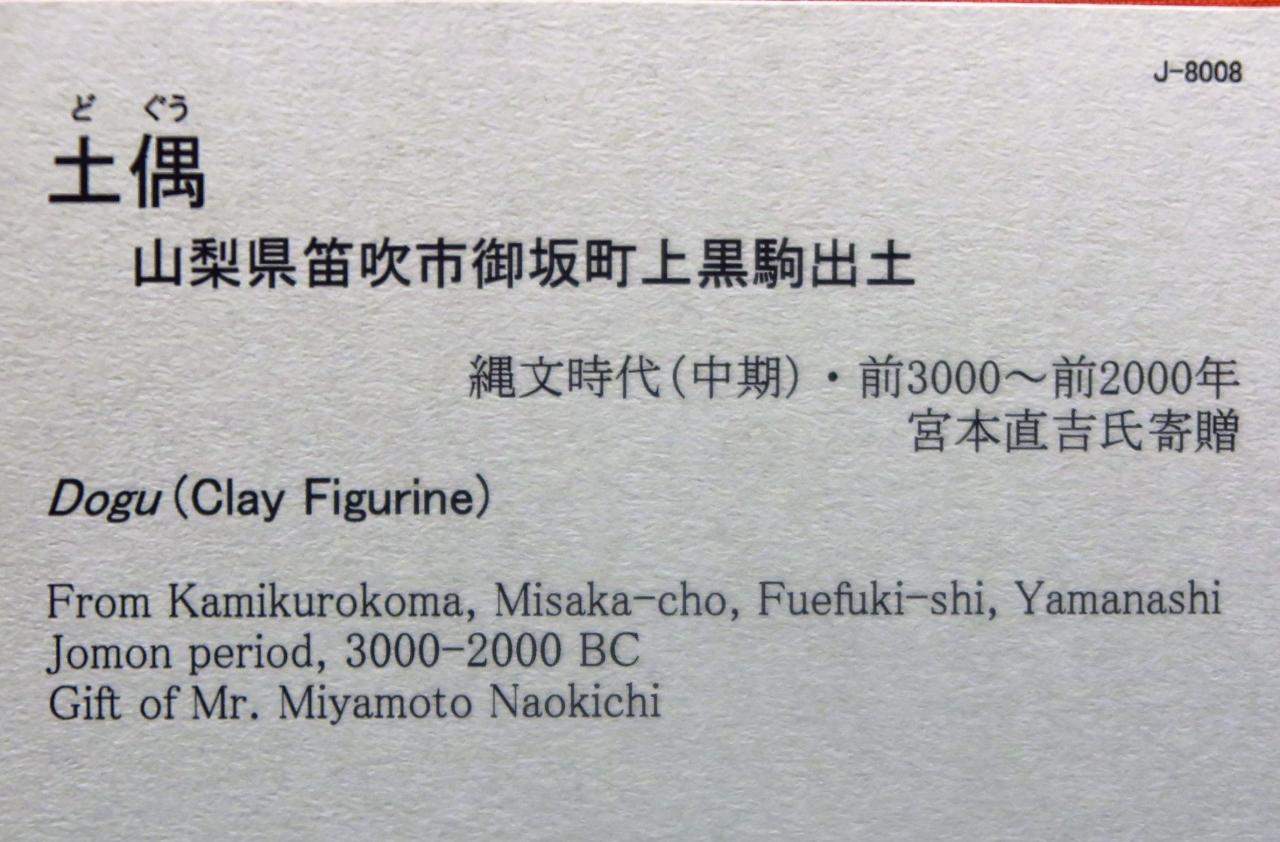 J-8008
ど ぐう
土偶
山梨県笛吹市御坂町上黒駒出土
縄文時代(中期)・前3000〜前2000年
宮本直吉氏寄贈
Dogu (Clay Figurine)
From Kamikurokoma, Misaka-cho, Fuefuki-shi, Yamanashi
Jomon period, 3000-2000 BC
Gift of Mr. Miyamoto Naokichi